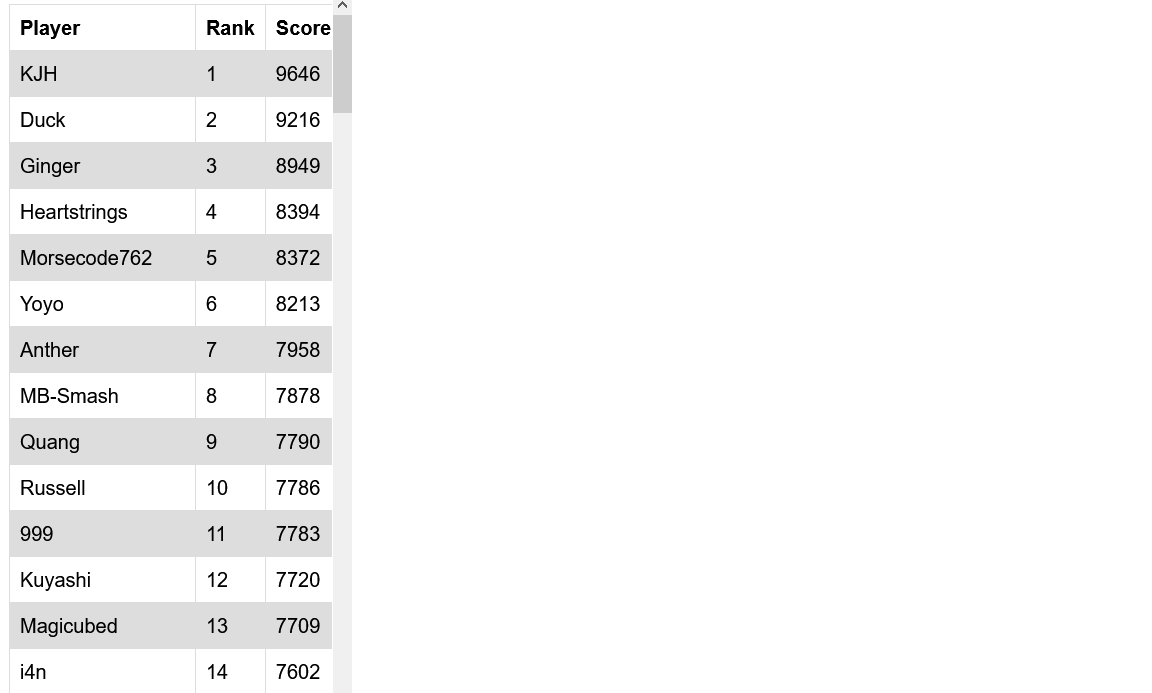 Player Rank Score
KJH 1 9646
Duck 2 9216
Ginger 3 8949
Heartstrings 4 8394
Morsecode762 5 8372
Yoyo 6 8213
Anther 7 7958
MB-Smash 8 7878
Quang 9 7790
Russell 10 7786
999 11 7783
Kuyashi 12 7720
Magicubed 13 7709
i4n 14 7602